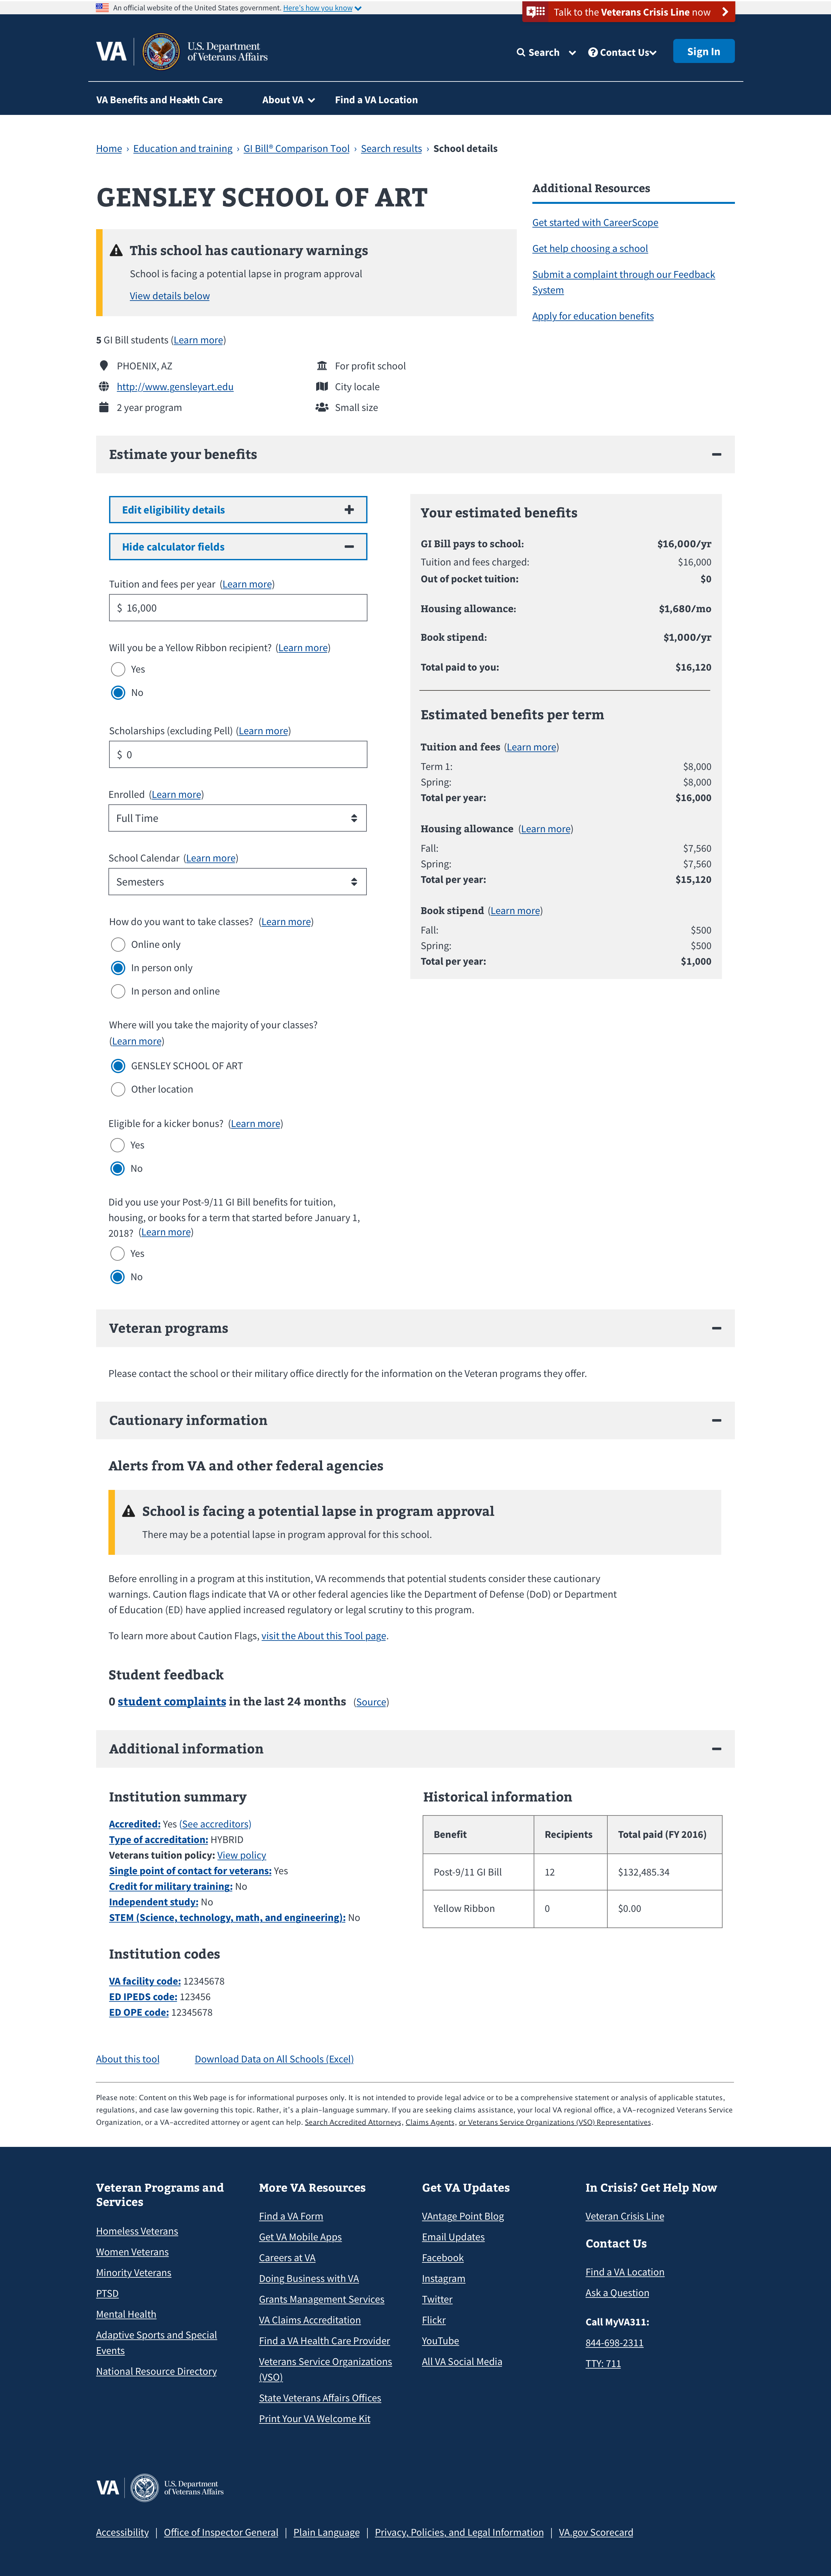 An official website of the United States government. Here's how you know
Talk to the Veterans Crisis Line now
VA
U.S. Department
of Veterans Affairs
Search
Contact Us
Sign In
VA Benefits and Health Care
About VA
Find a VA Location
Home › Education and training › GI Bill® Comparison Tool › Search results › School details
GENSLEY SCHOOL OF ART
This school has cautionary warnings
School is facing a potential lapse in program approval
View details below
Additional Resources
Get started with CareerScope
Get help choosing a school
Submit a complaint through our Feedback
System
Apply for education benefits
5 GI Bill students (Learn more)
PHOENIX, AZ
http://www.gensleyart.edu
2 year program
For profit school
City locale
Small size
Estimate your benefits
Edit eligibility details
Hide calculator fields
Tuition and fees per year (Learn more)
$ 16,000
Will you be a Yellow Ribbon recipient? (Learn more)
Yes
No
Scholarships (excluding Pell) (Learn more)
$ 0
Enrolled (Learn more)
Full Time
School Calendar (Learn more)
Semesters
How do you want to take classes? (Learn more)
Online only
In person only
In person and online
Where will you take the majority of your classes?
(Learn more)
GENSLEY SCHOOL OF ART
Other location
Eligible for a kicker bonus? (Learn more)
Yes
No
Did you use your Post-9/11 GI Bill benefits for tuition,
housing, or books for a term that started before January 1,
2018? (Learn more)
Yes
No
Your estimated benefits
GI Bill pays to school: $16,000/yr
Tuition and fees charged: $16,000
Out of pocket tuition: $0
Housing allowance: $1,680/mo
Book stipend: $1,000/yr
Total paid to you: $16,120
Estimated benefits per term
Tuition and fees (Learn more)
Term 1: $8,000
Spring: $8,000
Total per year: $16,000
Housing allowance (Learn more)
Fall: $7,560
Spring: $7,560
Total per year: $15,120
Book stipend (Learn more)
Fall: $500
Spring: $500
Total per year: $1,000
Veteran programs
Please contact the school or their military office directly for the information on the Veteran programs they offer.
Cautionary information
Alerts from VA and other federal agencies
School is facing a potential lapse in program approval
There may be a potential lapse in program approval for this school.
Before enrolling in a program at this institution, VA recommends that potential students consider these cautionary
warnings. Caution flags indicate that VA or other federal agencies like the Department of Defense (DoD) or Department
of Education (ED) have applied increased regulatory or legal scrutiny to this program.
To learn more about Caution Flags, visit the About this Tool page.
Student feedback
0 student complaints in the last 24 months (Source)
Additional information
Institution summary
Accredited: Yes (See accreditors)
Type of accreditation: HYBRID
Veterans tuition policy: View policy
Single point of contact for veterans: Yes
Credit for military training: No
Independent study: No
STEM (Science, technology, math, and engineering): No
Institution codes
VA facility code: 12345678
ED IPEDS code: 123456
ED OPE code: 12345678
Historical information
Benefit Recipients Total paid (FY 2016)
Post-9/11 GI Bill 12 $132,485.34
Yellow Ribbon 0 $0.00
About this tool
Download Data on All Schools (Excel)
Please note: Content on this Web page is for informational purposes only. It is not intended to provide legal advice or to be a comprehensive statement or analysis of applicable statutes,
regulations, and case law governing this topic. Rather, it's a plain-language summary. If you are seeking claims assistance, your local VA regional office, a VA-recognized Veterans Service
Organization, or a VA-accredited attorney or agent can help. Search Accredited Attorneys, Claims Agents, or Veterans Service Organizations (VSO) Representatives.
Veteran Programs and
Services
Homeless Veterans
Women Veterans
Minority Veterans
PTSD
Mental Health
Adaptive Sports and Special
Events
National Resource Directory
More VA Resources
Find a VA Form
Get VA Mobile Apps
Careers at VA
Doing Business with VA
Grants Management Services
VA Claims Accreditation
Find a VA Health Care Provider
Veterans Service Organizations
(VSO)
State Veterans Affairs Offices
Print Your VA Welcome Kit
Get VA Updates
VAntage Point Blog
Email Updates
Facebook
Instagram
Twitter
Flickr
YouTube
All VA Social Media
In Crisis? Get Help Now
Veteran Crisis Line
Contact Us
Find a VA Location
Ask a Question
Call MyVA311:
844-698-2311
TTY: 711
VA
U.S. Department
of Veterans Affairs
Accessibility | Office of Inspector General | Plain Language | Privacy, Policies, and Legal Information | VA.gov Scorecard